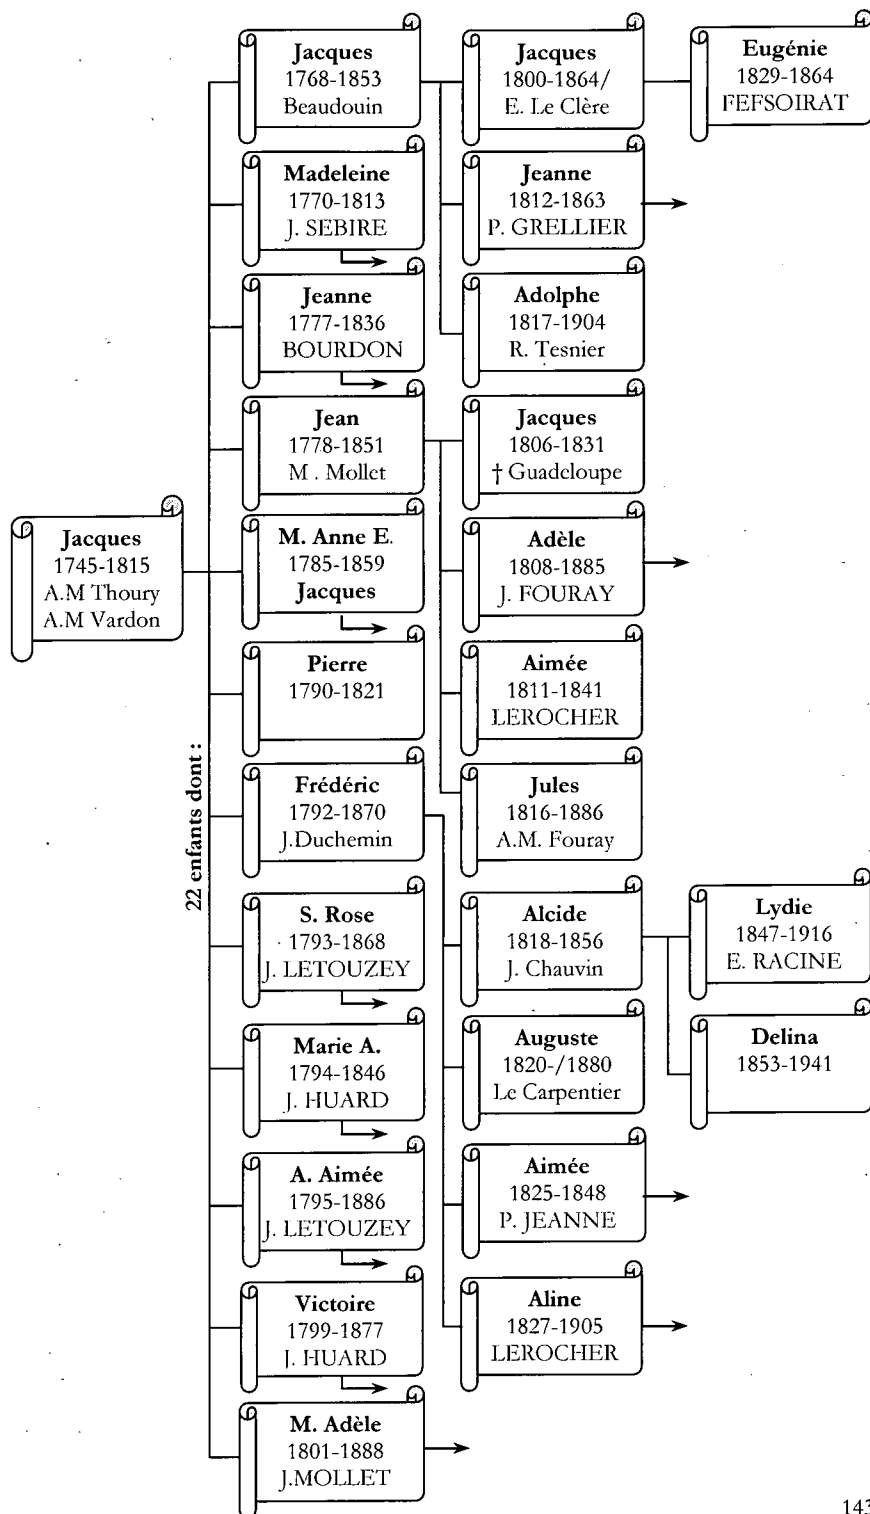 Jacques
1745-1815
A.M Thoury
A.M Vardon
22 enfants dont :
Jacques
1768-1853
Beaudouin
Madeleine
1770-1813
J. SEBIRE
Jeanne
1777-1836
BOURDON
Jean
1778-1851
M . Mollet
M. Anne E.
1785-1859
Jacques
Pierre
1790-1821
Frédéric
1792-1870
J.Duchemin
S. Rose
1793-1868
J. LETOUZEY
Marie A.
1794-1846
J. HUARD
A. Aimée
1795-1886
J. LETOUZEY
Victoire
1799-1877
J. HUARD
M. Adèle
1801-1888
J.MOLLET
Jacques
1800-1864/
E. Le Clère
Jeanne
1812-1863
P. GRELLIER
Adolphe
1817-1904
R. Tesnier
Jacques
1806-1831
† Guadeloupe
Adèle
1808-1885
J. FOURAY
Aimée
1811-1841
LEROCHER
Jules
1816-1886
A.M. Fouray
Alcide
1818-1856
J. Chauvin
Auguste
1820-/1880
Le Carpentier
Aimée
1825-1848
P. JEANNE
Aline
1827-1905
LEROCHER
Eugénie
1829-1864
FEFSOIRAT
Lydie
1847-1916
E. RACINE
Delina
1853-1941
143